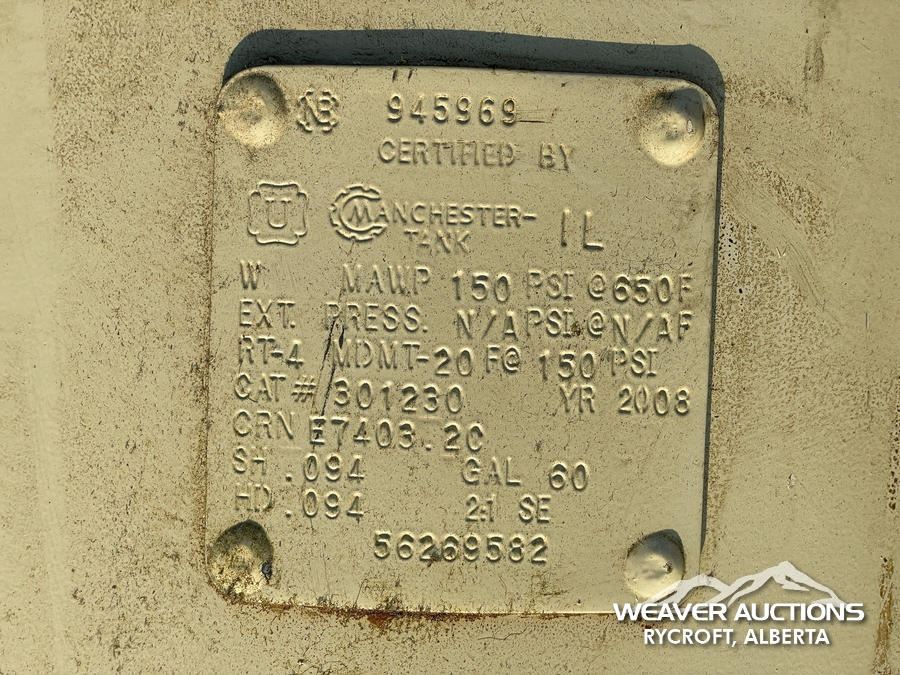 NB 945969
CERTIFIED BY
U MANCHESTER- IL
TANK
W MAWP 150 PSI @ 650F
EXT. PRESS. N/A PSI @ N/AF
RT-4 MDMT-20 F@ 150 PSI
CAT# 301230 YR 2008
CRN E7403.2C
SH .094 GAL 60
HD .094 2:1 SE
56269582
WEAVER AUCTIONS
RYCROFT, ALBERTA